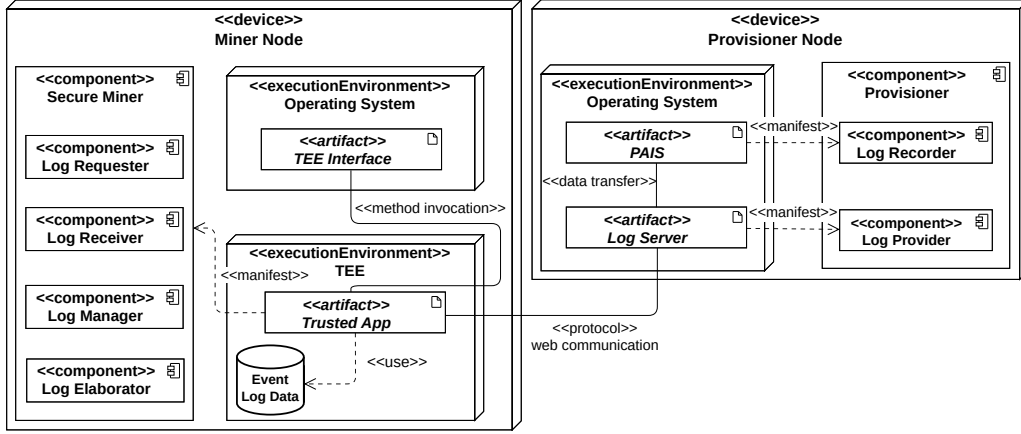 <<device>>
Miner Node
<<component>>
Secure Miner
<<component>>
Log Requester
<<component>>
Log Receiver
<<component>>
Log Manager
<<component>>
Log Elaborator
<<executionEnvironment>>
Operating System
<<artifact>>
TEE Interface
<<method invocation>>
<<executionEnvironment>>
TEE
<<manifest>>
<<artifact>>
Trusted App
<<use>>
Event
Log Data
<<device>>
Provisioner Node
<<executionEnvironment>>
Operating System
<<artifact>>
PAIS
<<data transfer>>
<<artifact>>
Log Server
<<manifest>>
<<manifest>>
<<component>>
Provisioner
<<component>>
Log Recorder
<<component>>
Log Provider
<<protocol>>
web communication